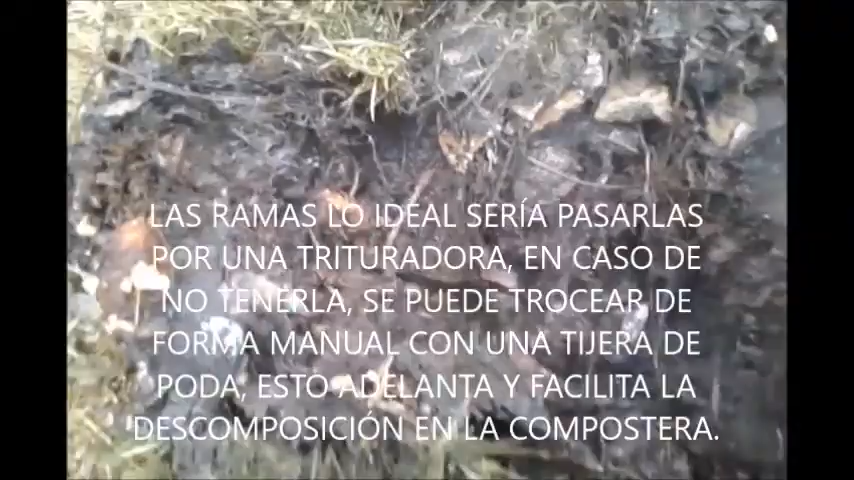 LAS RAMAS LO IDEAL SERÍA PASARLAS
POR UNA TRITURADORA, EN CASO DE
NO TENERLA, SE PUEDE TROCEAR DE
FORMA MANUAL CON UNA TIJERA DE
PODA, ESTO ADELANTA Y FACILITA LA
DESCOMPOSICIÓN EN LA COMPOSTERA.